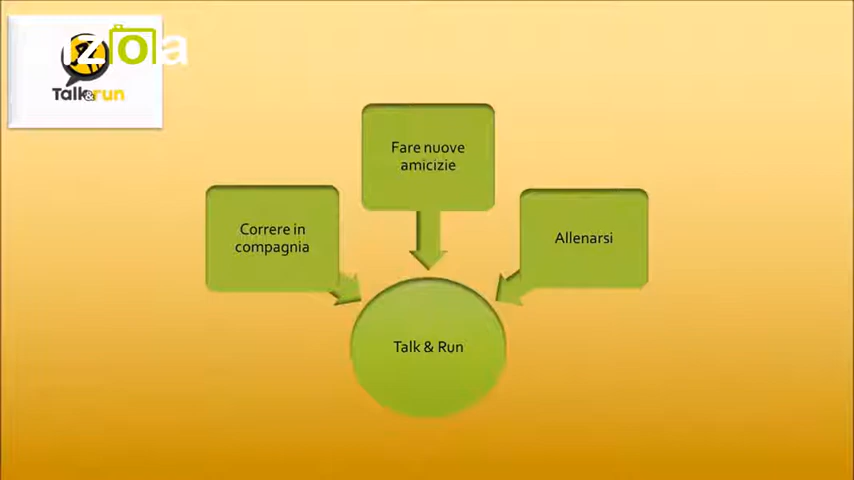 Talk&run
Fare nuove
amicizie
Correre in
compagnia
Allenarsi
Talk & Run